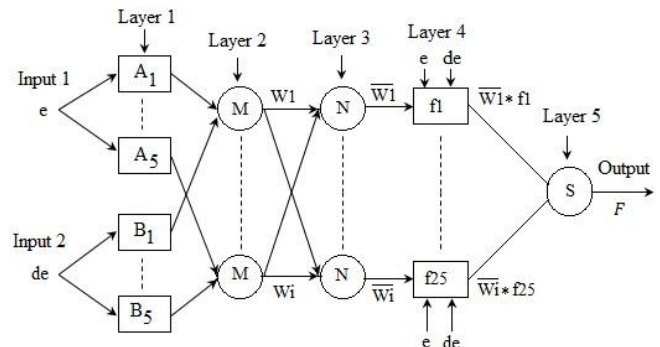 Layer 1
Layer 2
Layer 3
Layer 4
e de
Input 1
e
A1
W1
W̅1̅
f1
W̅1̅* f1
M
N
Layer 5
A5
Output
S
F
Input 2
de
B1
B5
M
N
f25
Wi
W̅i̅
W̅i̅* f25
e de